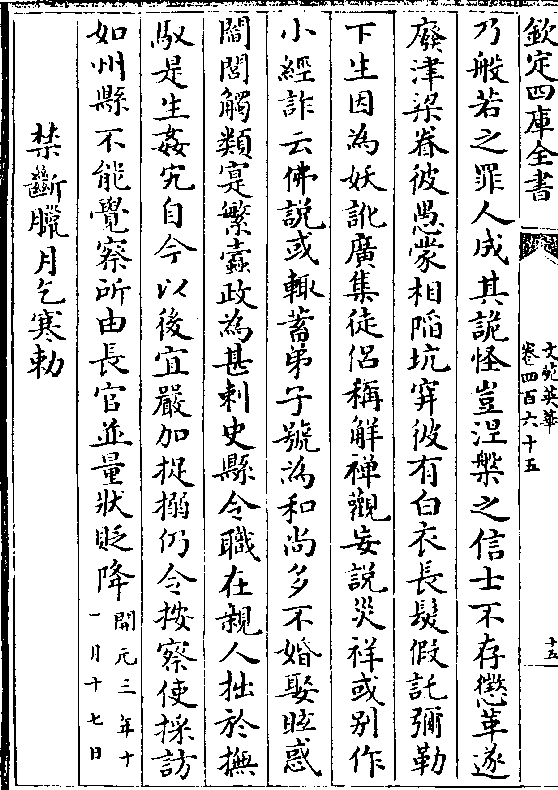 欽定四庫全書
文苑英華
卷四百六十五
十五
乃般若之罪人成其詭怪豈涅槃之信士不存懲革遂
廢津梁眷彼愚蒙相陷坑穽彼有白衣長髮假託彌勒
下生因為妖訛廣集徒侣稱解禪觀妄説災祥或别作
小經詐云佛説或輒蓄弟子號為和尚多不婚娶眩惑
閭閻觸類寔繁蠧政為甚刺史縣令職在親人拙於撫
馭是生姦宄自今以後宜嚴加捉搦仍令按察使採訪
如州縣不能覺察所由長官並量狀貶降
開元三年十
一月十七日
禁斷臘月乞寒勅